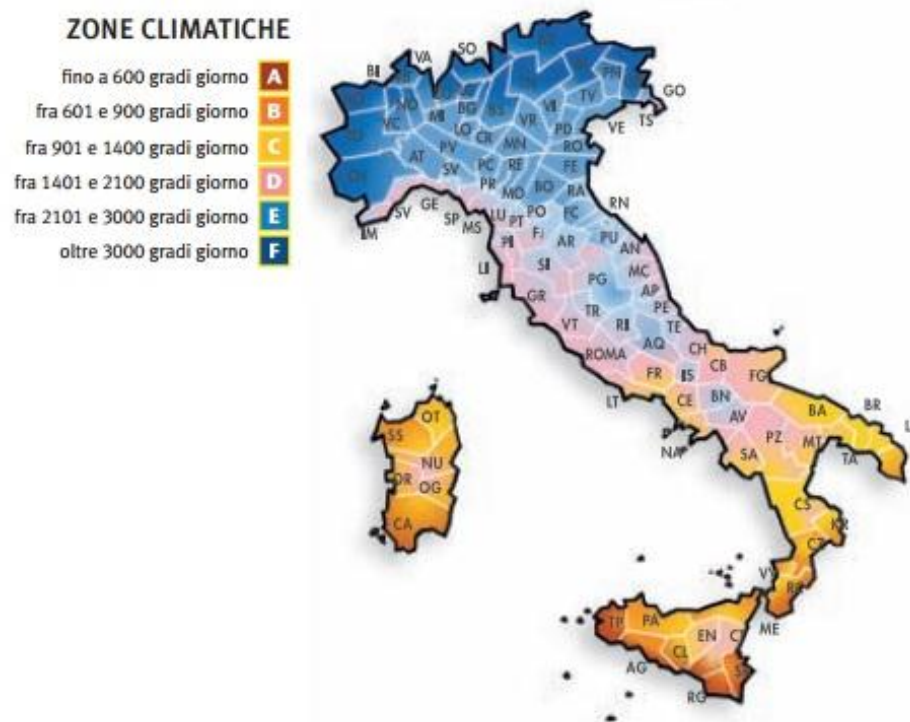 ZONE CLIMATICHE
fino a 600 gradi giorno A
fra 601 e 900 gradi giorno B
fra 901 e 1400 gradi giorno C
fra 1401 e 2100 gradi giorno D
fra 2101 e 3000 gradi giorno E
oltre 3000 gradi giorno F
BI VA SO
PN GO
NO BG BS VI TV TS
VC MI VR VE
LO CR MN PD RO
AT PV PC RE FE
SV PR MO BO RA
IM SV GE SP MS LU PT PO FC RN
PI FI AR PU AN
LI SI PG MC
GR AP PE
VT TR RI TE
ROMA AQ CH
LT FR IS CB FG
CE BN BA BR
NA AV PZ MT L
SA TA
OT SS
NU
OR OG
CA
CS KR
CZ
VV
RC
TP PA ME
EN CT
AG CL
RG